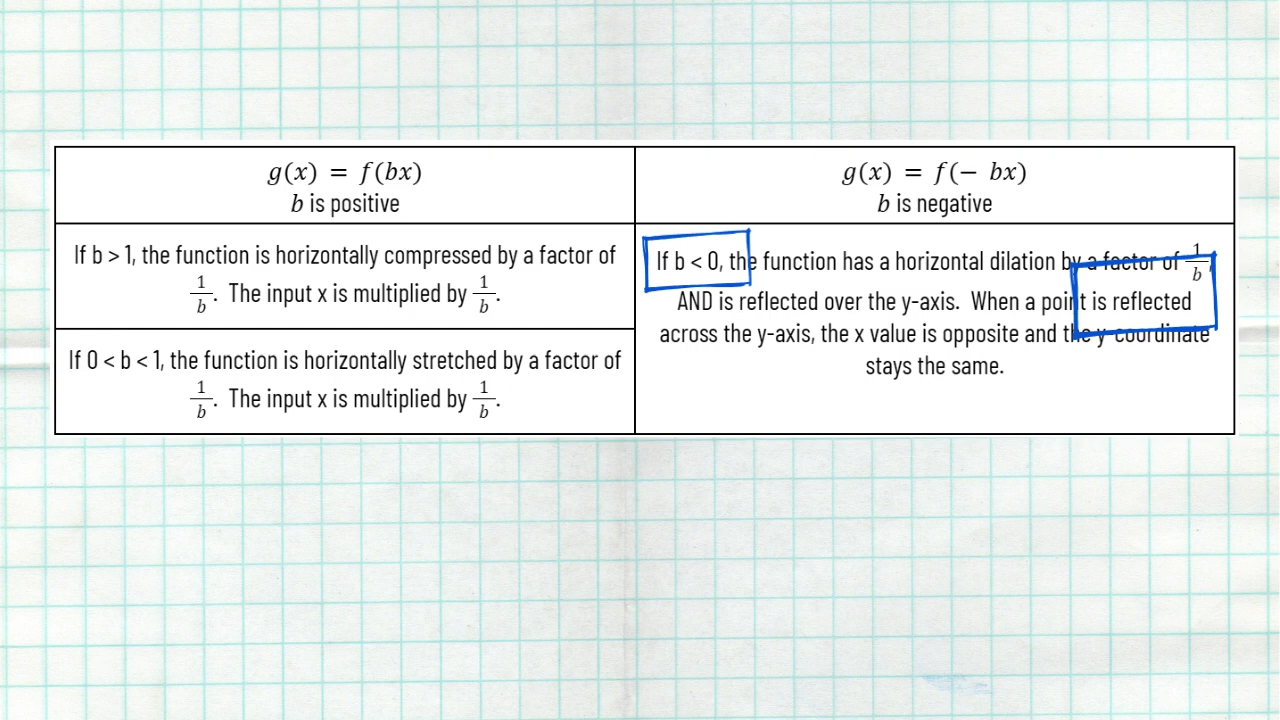 g(x) = f(bx)
b is positive
g(x) = f(− bx)
b is negative
If b > 1, the function is horizontally compressed by a factor of
1/b. The input x is multiplied by 1/b.
If 0 < b < 1, the function is horizontally stretched by a factor of
1/b. The input x is multiplied by 1/b.
If b < 0, the function has a horizontal dilation by a factor of 1/b,
AND is reflected over the y-axis. When a point is reflected
across the y-axis, the x value is opposite and the y-coordinate
stays the same.